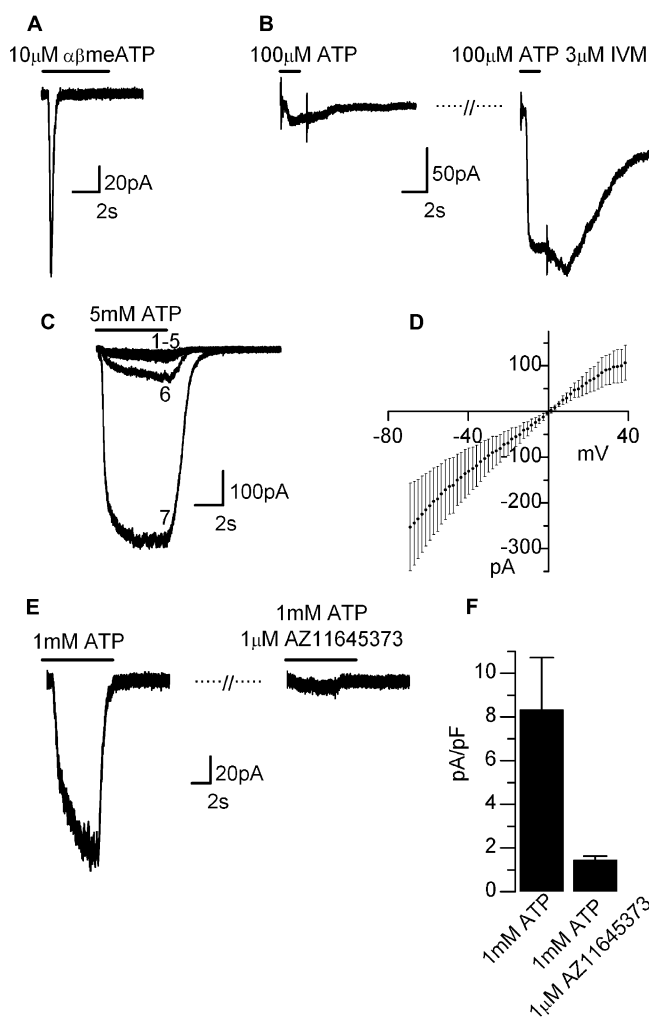 A
10μM αβmeATP
20pA
2s
B
100μM ATP
100μM ATP 3μM IVM
·····//·····
50pA
2s
C
5mM ATP
1-5
6
7
100pA
2s
D
100
-80
-40
40
mV
-100
-200
-300
pA
E
1mM ATP
1mM ATP
1μM AZ11645373
·····//·····
20pA
2s
F
10
8
6
4
2
0
pA/pF
1mM ATP
1mM ATP
1μM AZ11645373